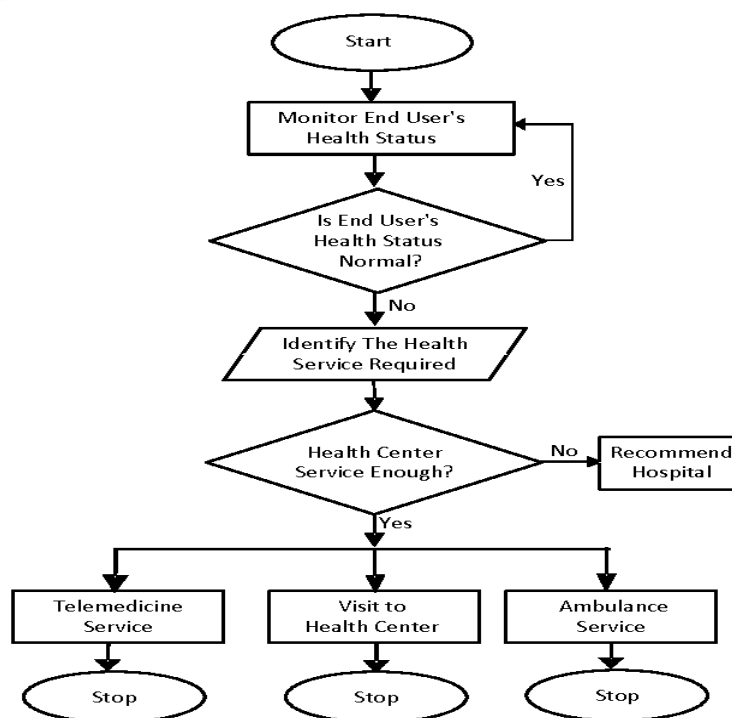 Start
Monitor End User's
Health Status
Yes
Is End User's
Health Status
Normal?
No
Identify The Health
Service Required
Health Center
Service Enough?
No
Recommend
Hospital
Yes
Telemedicine
Service
Visit to
Health Center
Ambulance
Service
Stop
Stop
Stop